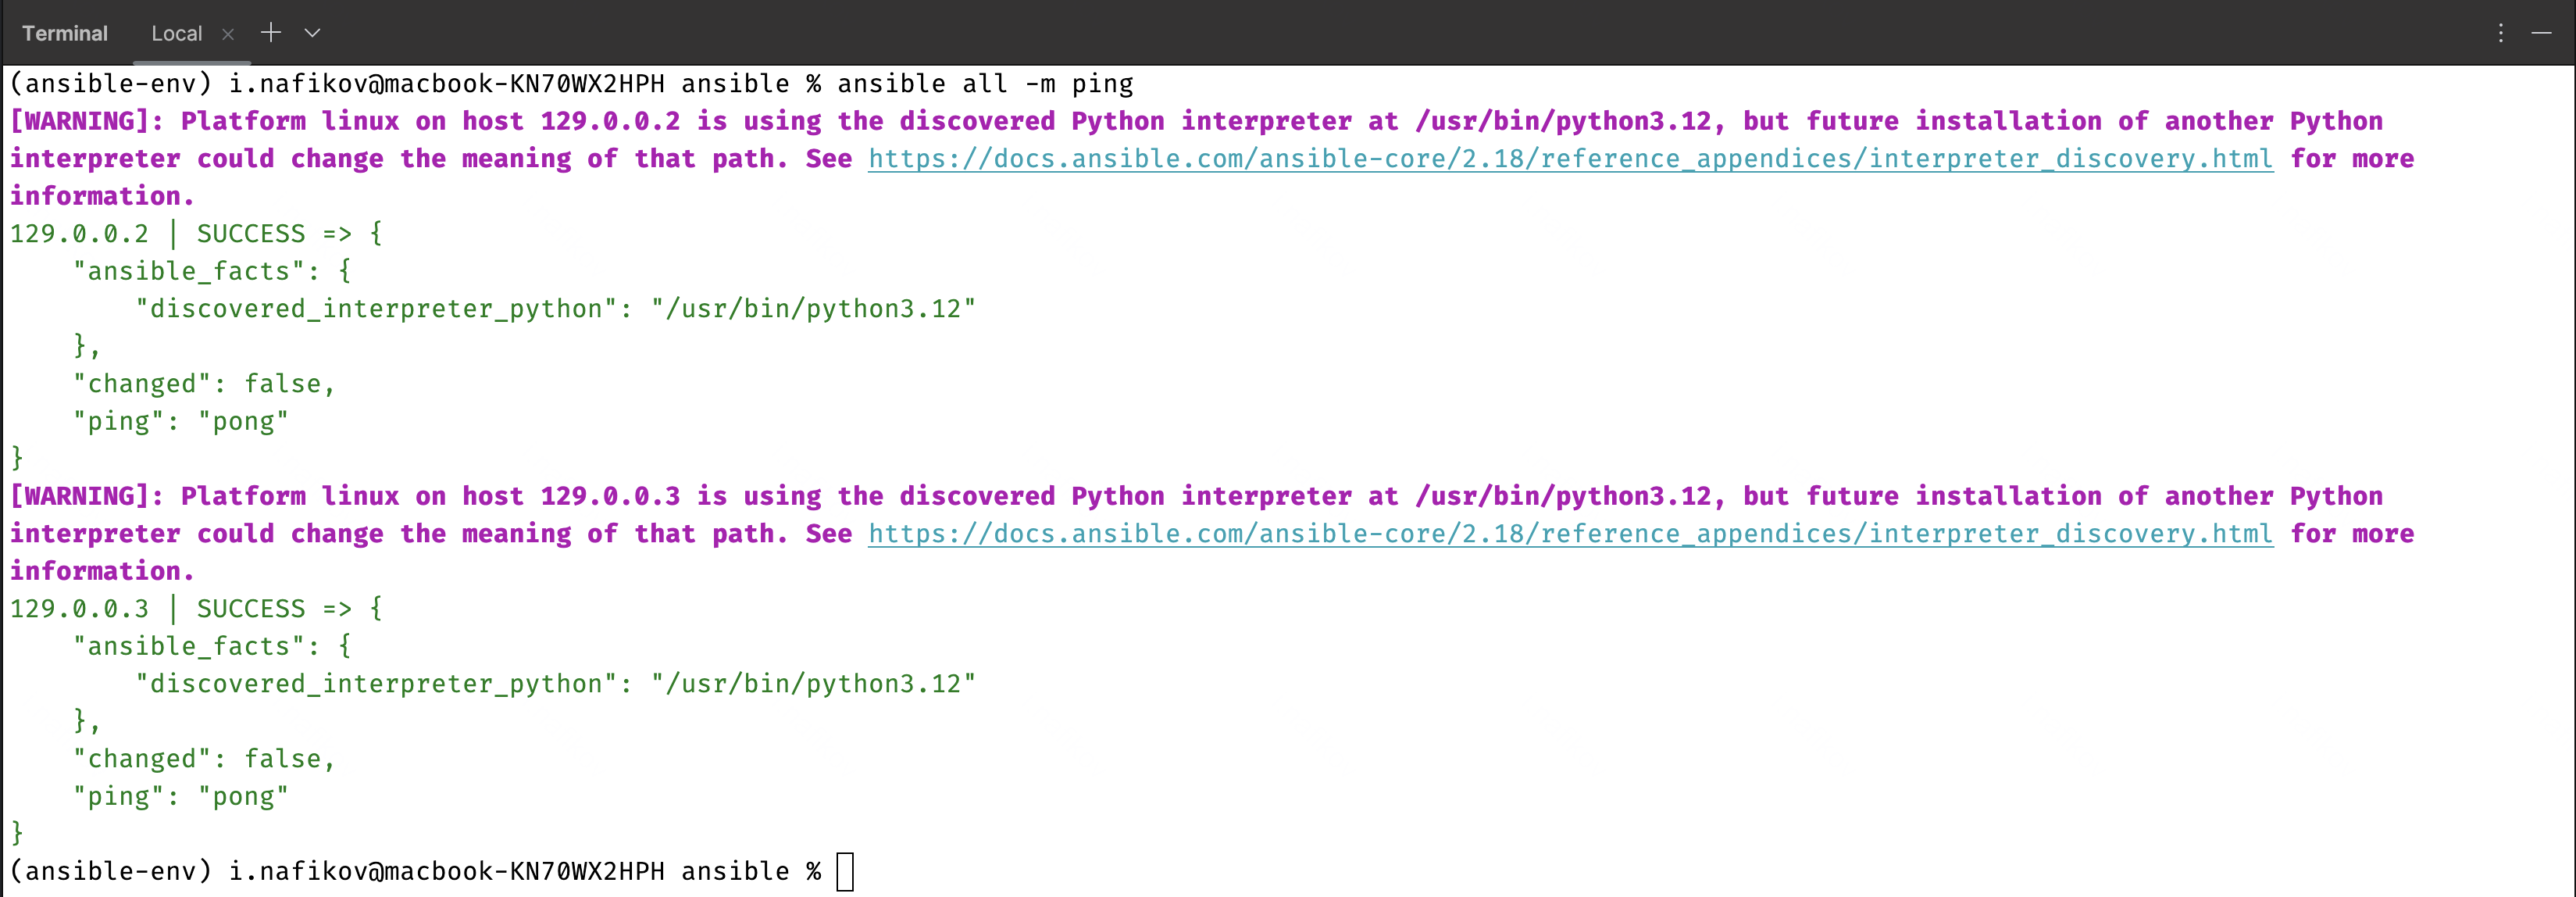 Terminal Local
(ansible-env) i.nafikov@macbook-KN70WX2HPH ansible % ansible all -m ping
[WARNING]: Platform linux on host 129.0.0.2 is using the discovered Python interpreter at /usr/bin/python3.12, but future installation of another Python
interpreter could change the meaning of that path. See https://docs.ansible.com/ansible-core/2.18/reference_appendices/interpreter_discovery.html for more
information.
129.0.0.2 | SUCCESS => {
    "ansible_facts": {
        "discovered_interpreter_python": "/usr/bin/python3.12"
    },
    "changed": false,
    "ping": "pong"
}
[WARNING]: Platform linux on host 129.0.0.3 is using the discovered Python interpreter at /usr/bin/python3.12, but future installation of another Python
interpreter could change the meaning of that path. See https://docs.ansible.com/ansible-core/2.18/reference_appendices/interpreter_discovery.html for more
information.
129.0.0.3 | SUCCESS => {
    "ansible_facts": {
        "discovered_interpreter_python": "/usr/bin/python3.12"
    },
    "changed": false,
    "ping": "pong"
}
(ansible-env) i.nafikov@macbook-KN70WX2HPH ansible %